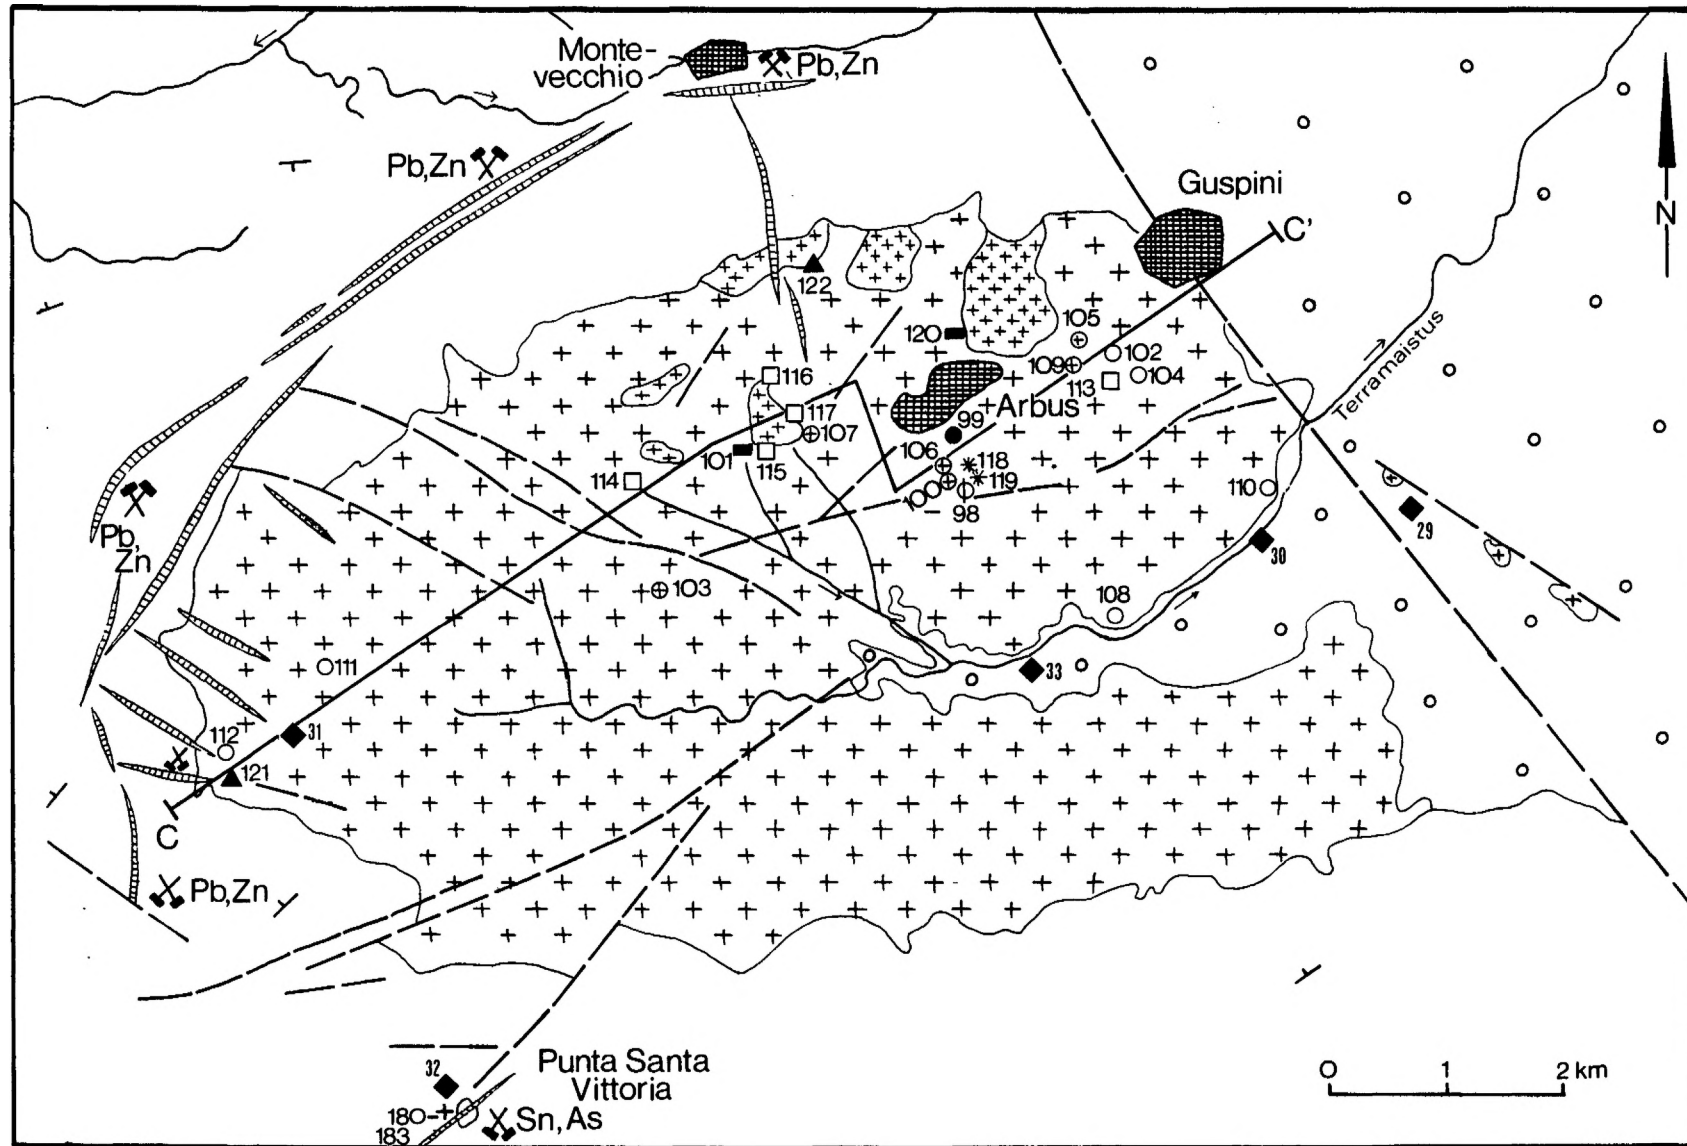 Monte-
vecchio
Pb,Zn
Pb,Zn
Guspini
C'
N
122
105
120
102
109
104
116
113
Terramaistus
117
Arbus
99
107
106
101
118
115
114
119
110
98
29
Pb,
Zn
30
103
108
111
33
112
31
121
C
Pb,Zn
0 1 2 km
Punta Santa
Vittoria
32
180-
183
Sn,As